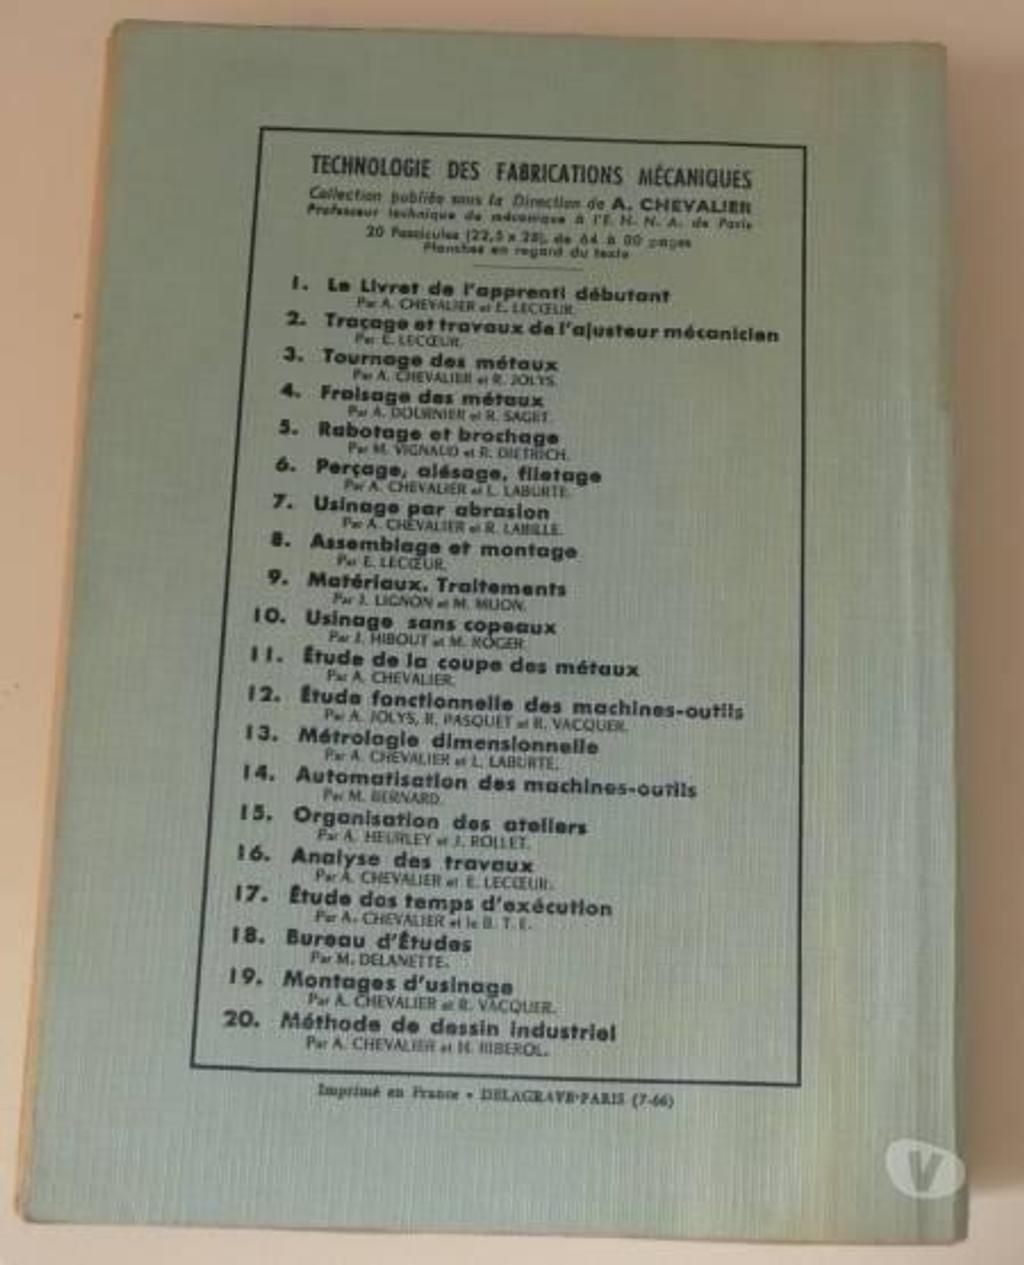 TECHNOLOGIE DES FABRICATIONS MÉCANIQUES
Collection publiée sous la Direction de A. CHEVALIER
Professeur technique de mécanique à l'E. N. N. A. de Paris
20 Fascicules (22,5 x 28), de 64 à 80 pages
Planches en regard du texte
1. Le Livret de l'apprenti débutant
Par A. CHEVALIER et E. LECŒUR.
2. Traçage et travaux de l'ajusteur mécanicien
Par E. LECŒUR.
3. Tournage des métaux
Par A. CHEVALIER et R. JOLYS.
4. Fraisage des métaux
Par A. DOURNIER et R. SAGET.
5. Rabotage et brochage
Par M. VIGNAUD et R. DIETRICH.
6. Perçage, alésage, filetage
Par A. CHEVALIER et L. LABURTE.
7. Usinage par abrasion
Par A. CHEVALIER et R. LABILLE.
8. Assemblage et montage
Par E. LECŒUR.
9. Matériaux. Traitements
Par J. LIGNON et M. MIJON.
10. Usinage sans copeaux
Par J. HIBOUT et M. ROGER
11. Étude de la coupe des métaux
Par A. CHEVALIER.
12. Étude fonctionnelle des machines-outils
Par A. JOLYS, R. PASQUET et R. VACQUER.
13. Métrologie dimensionnelle
Par A. CHEVALIER et L. LABURTE.
14. Automatisation des machines-outils
Par M. BERNARD.
15. Organisation des ateliers
Par A. HEURLEY et J. ROLLET.
16. Analyse des travaux
Par A. CHEVALIER et E. LECŒUR.
17. Étude des temps d'exécution
Par A. CHEVALIER et le B. T. E.
18. Bureau d'Études
Par M. DELANETTE.
19. Montages d'usinage
Par A. CHEVALIER et R. VACQUER.
20. Méthode de dessin industriel
Par A. CHEVALIER et H. RIBEROL.
Imprimé en France • DELAGRAVE-PARIS (7-66)
V